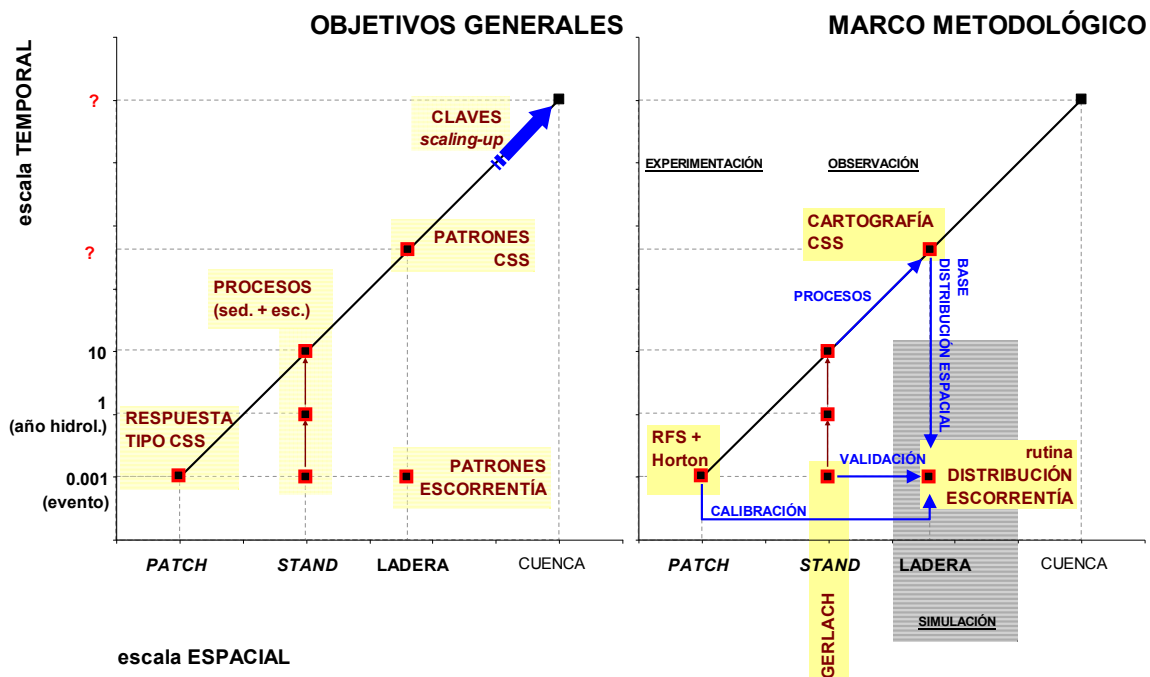 OBJETIVOS GENERALES
escala TEMPORAL
?
?
10
1
(año hidrol.)
0.001
(evento)
CLAVES
scaling-up
PATRONES
CSS
PROCESOS
(sed. + esc.)
RESPUESTA
TIPO CSS
PATRONES
ESCORRENTÍA
PATCH
STAND
LADERA
CUENCA
escala ESPACIAL
MARCO METODOLÓGICO
EXPERIMENTACIÓN
OBSERVACIÓN
CARTOGRAFÍA
CSS
PROCESOS
BASE
DISTRIBUCIÓN ESPACIAL
RFS +
Horton
VALIDACIÓN
rutina
DISTRIBUCIÓN
ESCORRENTÍA
CALIBRACIÓN
PATCH
STAND
LADERA
CUENCA
GERLACH
SIMULACIÓN